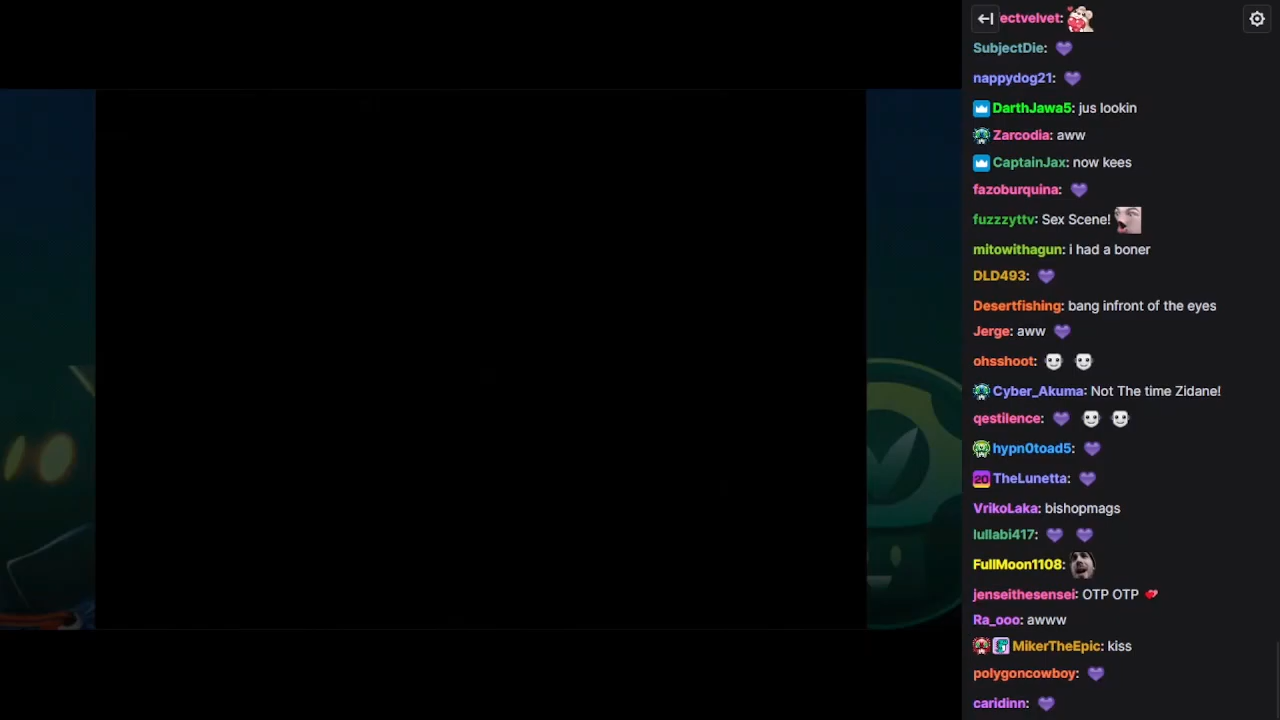 ectvelvet:
SubjectDie:
nappydog21:
DarthJawa5: jus lookin
Zarcodia: aww
CaptainJax: now kees
fazoburquina:
fuzzzyttv: Sex Scene!
mitowithagun: i had a boner
DLD493:
Desertfishing: bang infront of the eyes
Jerge: aww
ohsshoot:
Cyber_Akuma: Not The time Zidane!
qestilence:
hypn0toad5:
20 TheLunetta:
VrikoLaka: bishopmags
lullabi417:
FullMoon1108:
jenseithesensei: OTP OTP
Ra_ooo: awww
MikerTheEpic: kiss
polygoncowboy:
caridinn: